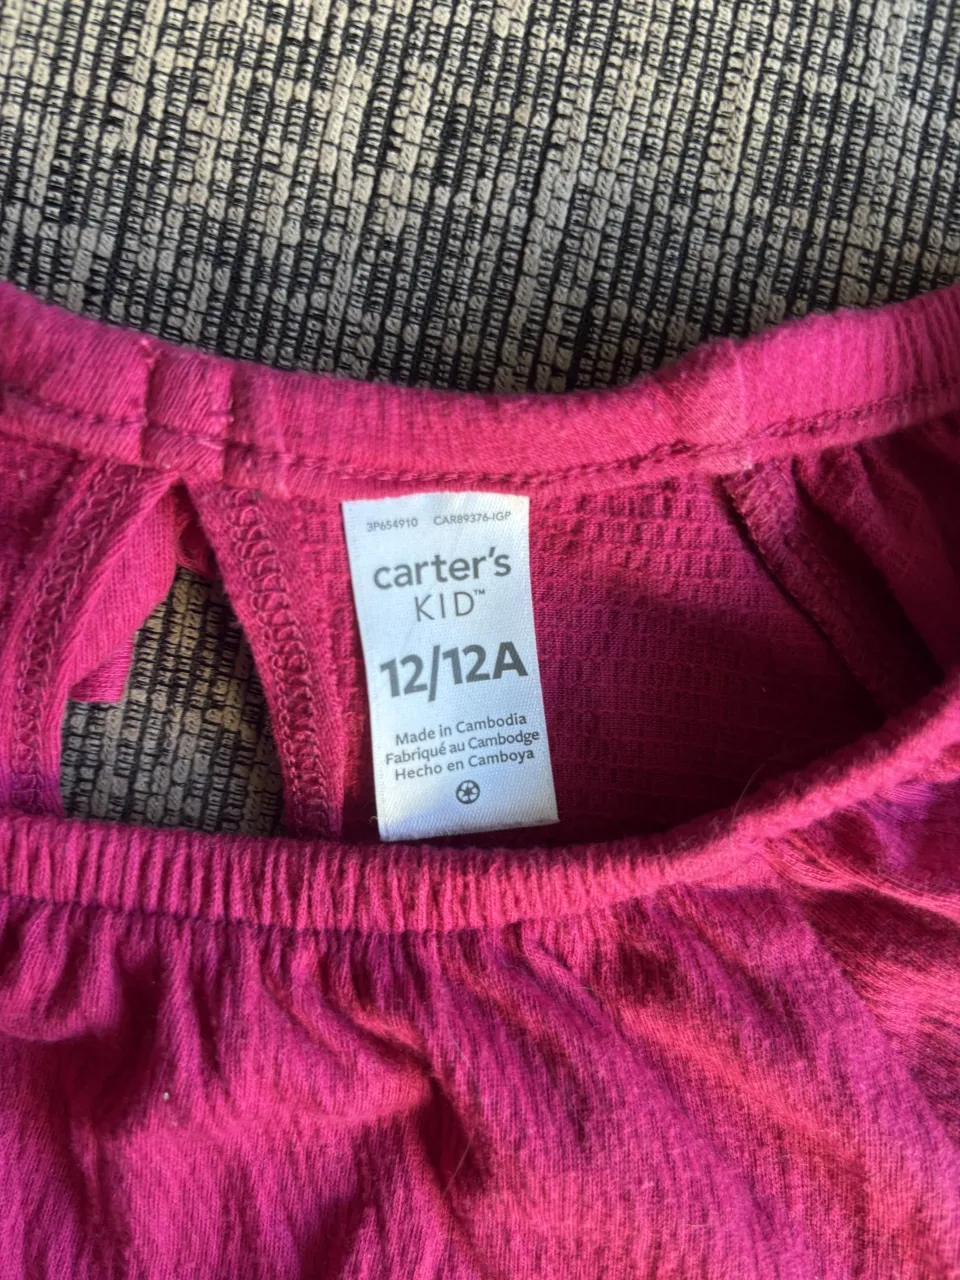 3P654910 CAR89376-IGP
carter's
KID™
12/12A
Made in Cambodia
Fabriqué au Cambodge
Hecho en Camboya